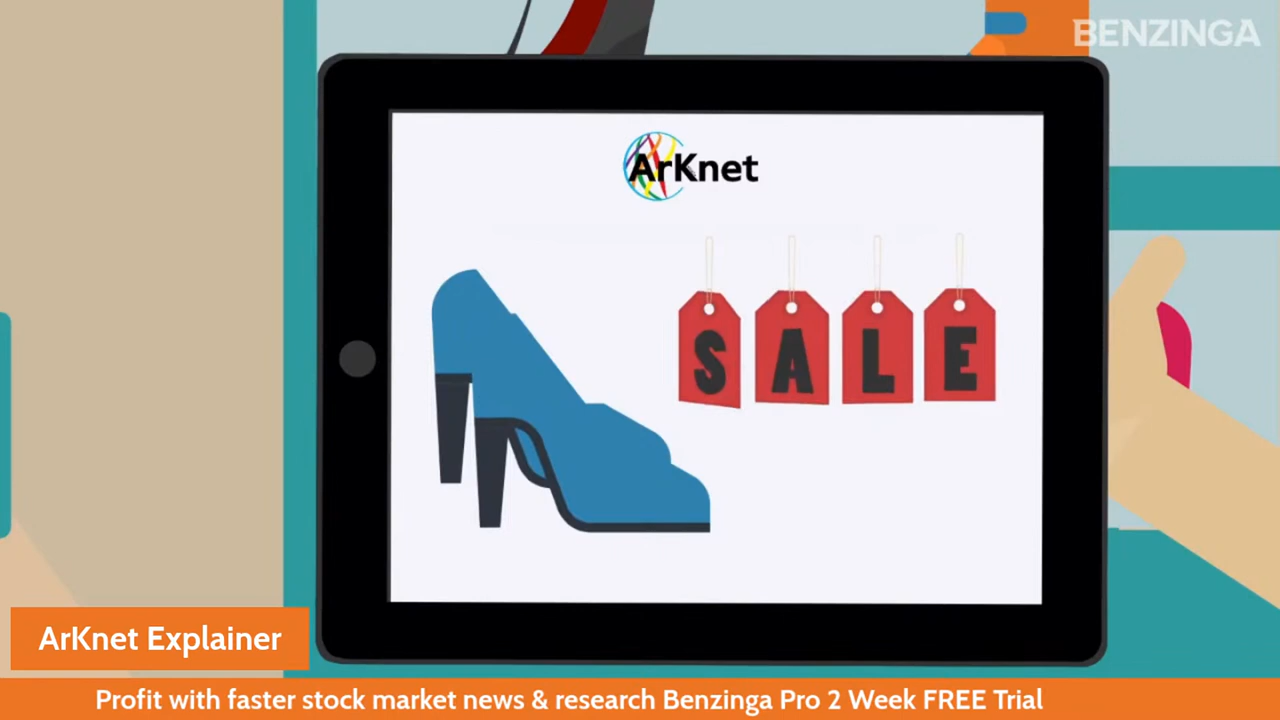 BENZINGA
ArKnet
SALE
ArKnet Explainer
Profit with faster stock market news & research Benzinga Pro 2 Week FREE Trial